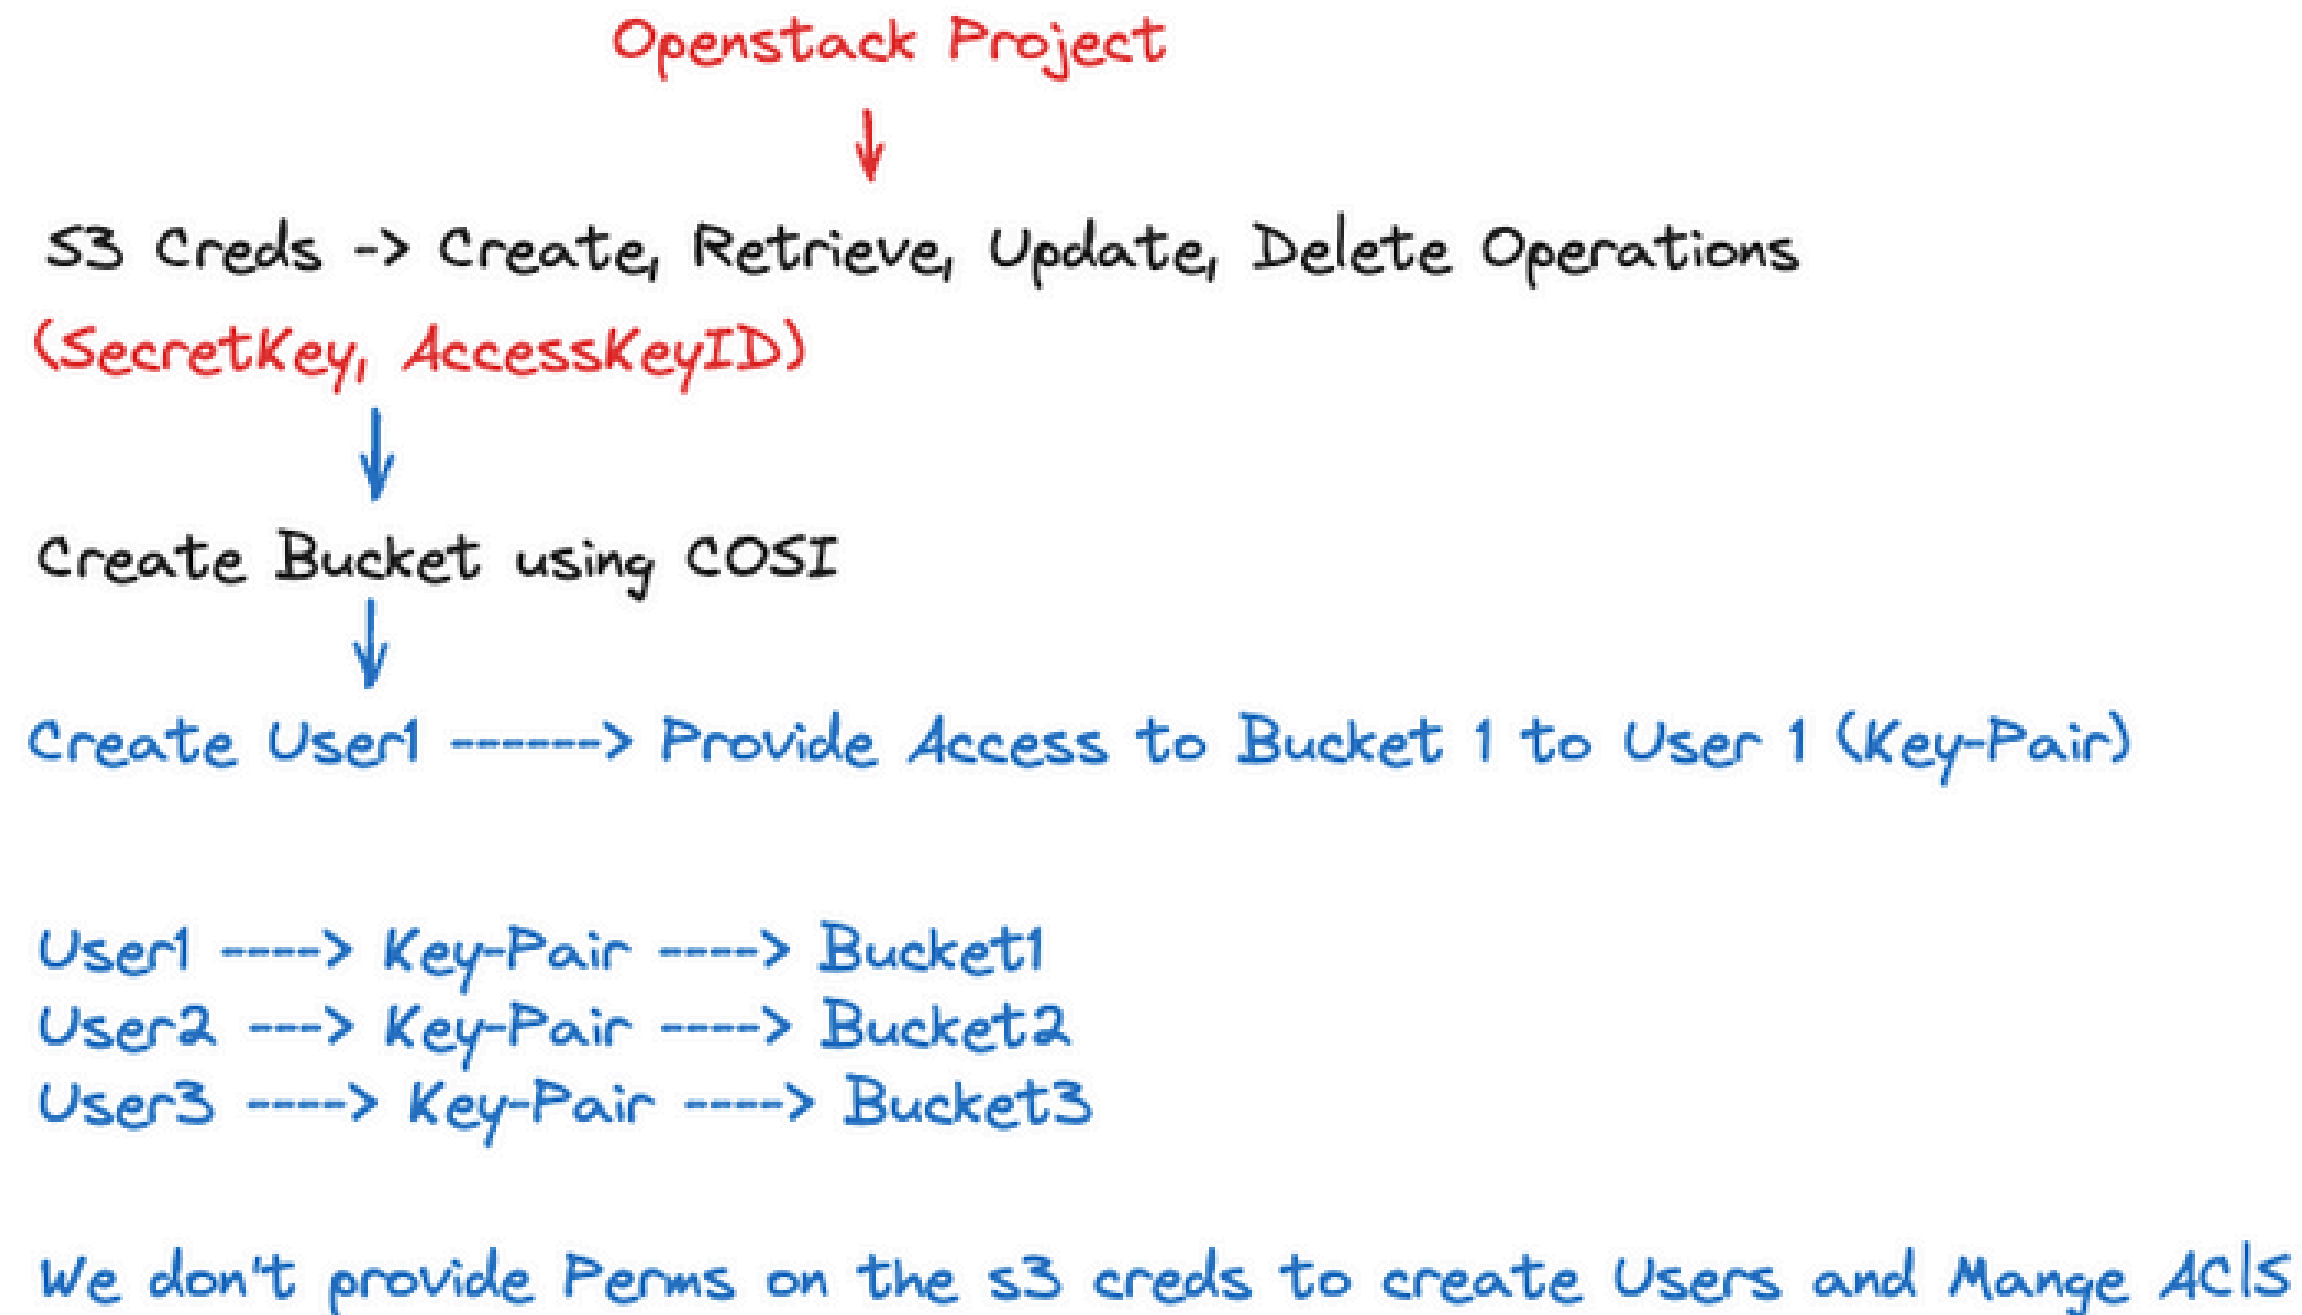 Openstack Project
S3 Creds -> Create, Retrieve, Update, Delete Operations
(SecretKey, AccessKeyID)
Create Bucket using COSI
Create User1 ------> Provide Access to Bucket 1 to User 1 (Key-Pair)
User1 ----> Key-Pair ----> Bucket1
User2 ---> Key-Pair ----> Bucket2
User3 ----> Key-Pair ----> Bucket3
We don't provide Perms on the s3 creds to create Users and Mange AC|S